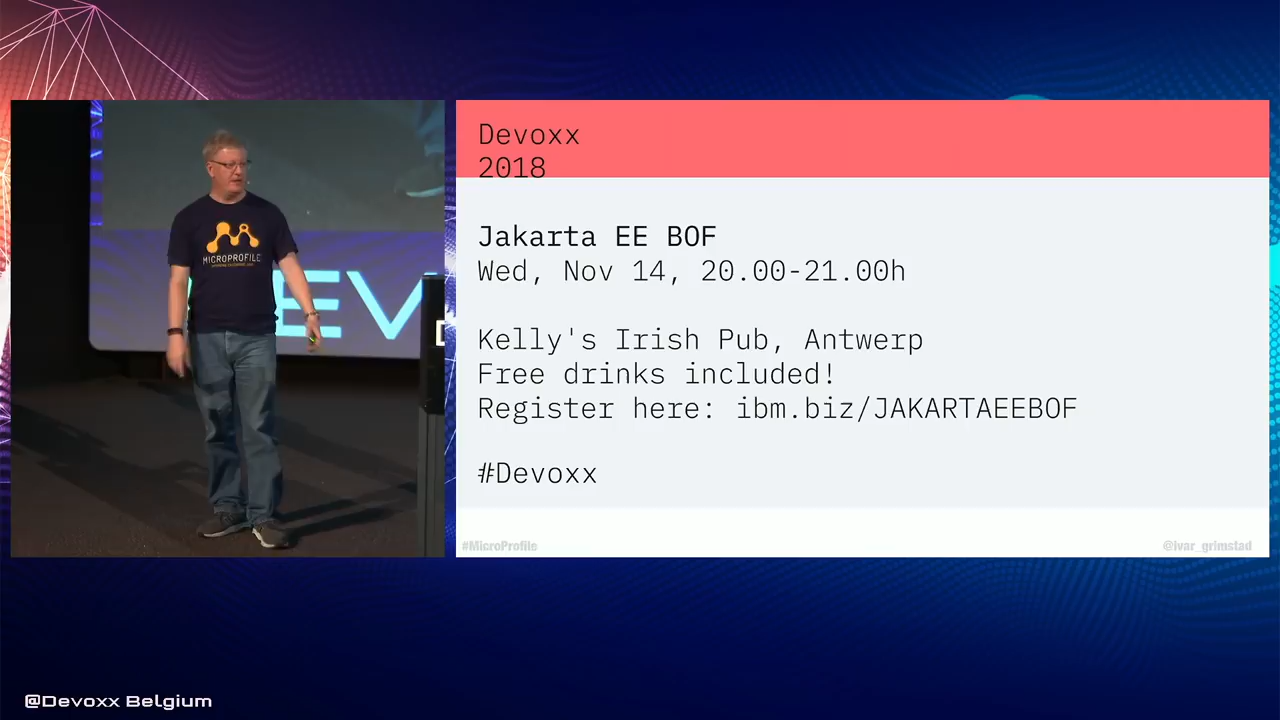 Devoxx
2018
Jakarta EE BOF
Wed, Nov 14, 20.00-21.00h
Kelly's Irish Pub, Antwerp
Free drinks included!
Register here: ibm.biz/JAKARTAEEBOF
#Devoxx
#MicroProfile
@ivar_grimstad
MICROPROFILE
EV
@Devoxx Belgium